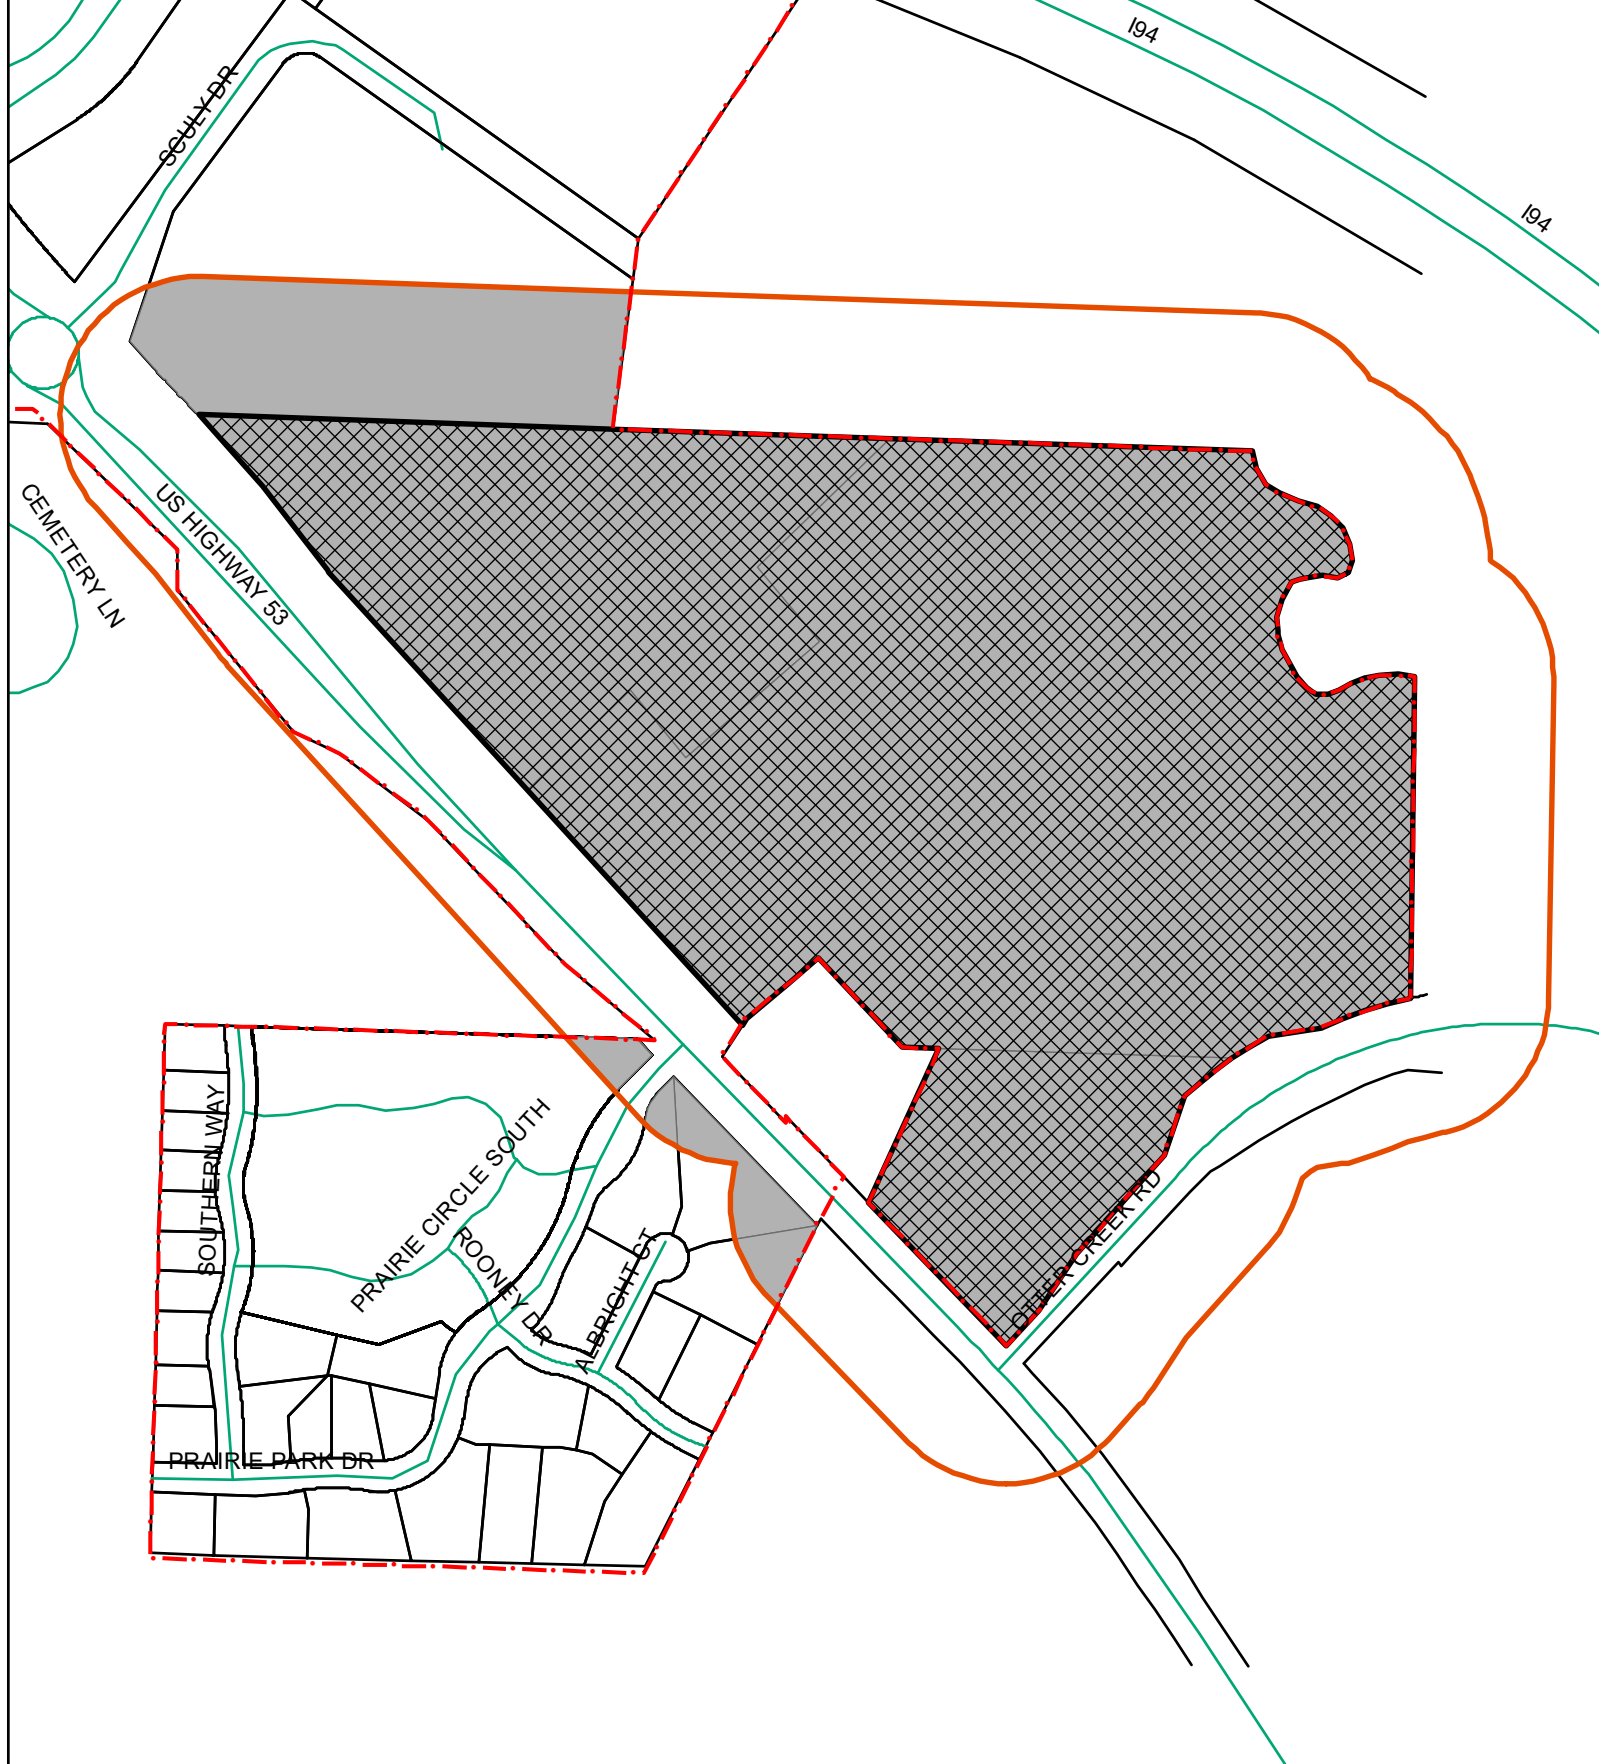 I94
SCULY DR
I94
CEMETERY LN
US HIGHWAY 53
SOUTHERN WAY
PRAIRIE CIRCLE SOUTH
ROONEY DR
ALBRIGHT CT
OTTER CREEK RD
PRAIRIE PARK DR